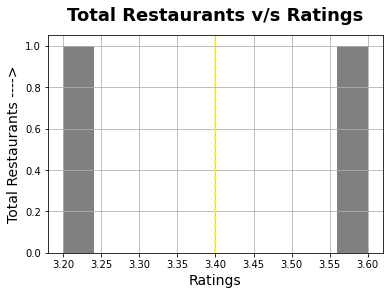 Total Restaurants v/s Ratings
Total Restaurants ----->
1.0
0.8
0.6
0.4
0.2
0.0
3.20 3.25 3.30 3.35 3.40 3.45 3.50 3.55 3.60
Ratings